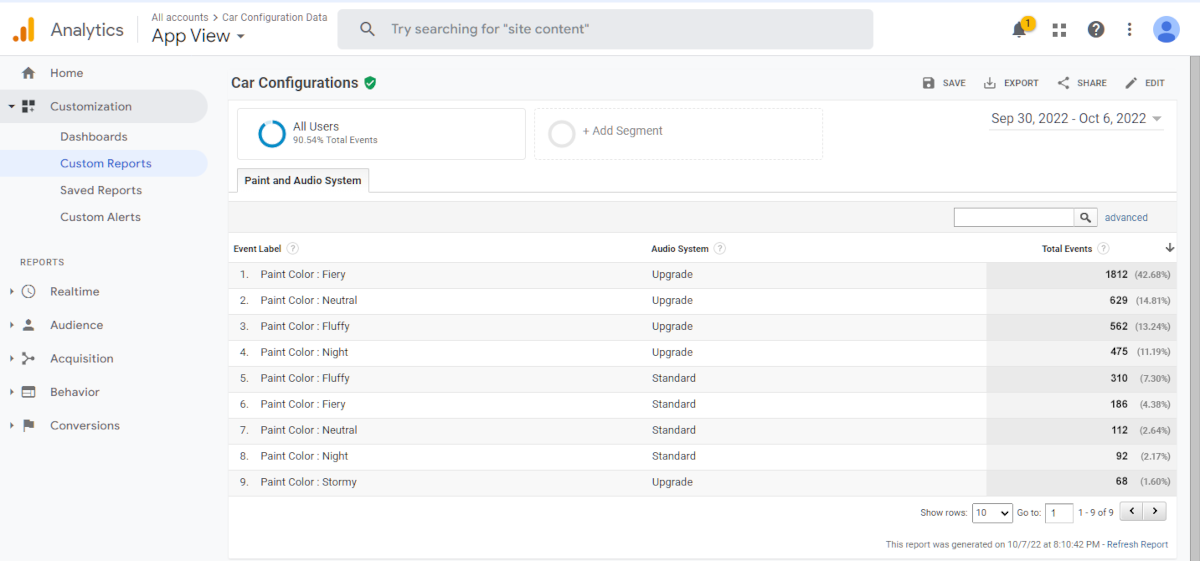 Analytics
All accounts > Car Configuration Data
App View
Try searching for "site content"
1
Home
Customization
Dashboards
Custom Reports
Saved Reports
Custom Alerts
REPORTS
Realtime
Audience
Acquisition
Behavior
Conversions
Car Configurations
SAVE EXPORT SHARE EDIT
All Users
90.54% Total Events
+ Add Segment
Sep 30, 2022 - Oct 6, 2022
Paint and Audio System
advanced
Event Label ? Audio System ? Total Events ? ↓
1. Paint Color : Fiery Upgrade 1812 (42.68%)
2. Paint Color : Neutral Upgrade 629 (14.81%)
3. Paint Color : Fluffy Upgrade 562 (13.24%)
4. Paint Color : Night Upgrade 475 (11.19%)
5. Paint Color : Fluffy Standard 310 (7.30%)
6. Paint Color : Fiery Standard 186 (4.38%)
7. Paint Color : Neutral Standard 112 (2.64%)
8. Paint Color : Night Standard 92 (2.17%)
9. Paint Color : Stormy Upgrade 68 (1.60%)
Show rows: 10 Go to: 1 1 - 9 of 9 < >
This report was generated on 10/7/22 at 8:10:42 PM - Refresh Report